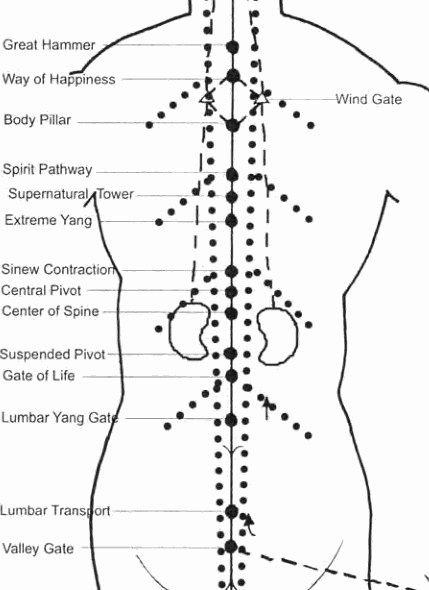 Great Hammer
Way of Happiness
Wind Gate
Body Pillar
Spirit Pathway
Supernatural Tower
Extreme Yang
Sinew Contraction
Central Pivot
Center of Spine
Suspended Pivot
Gate of Life
Lumbar Yang Gate
Lumbar Transport
Valley Gate